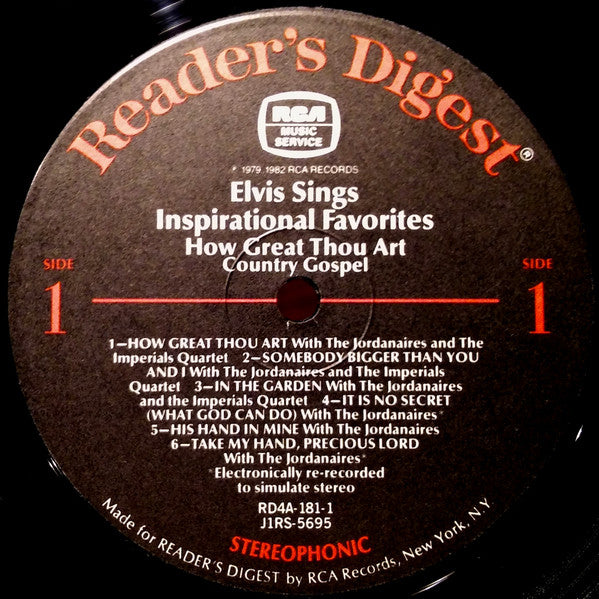 Reader's Digest®
RCA
MUSIC
SERVICE
℗ 1979, 1982 RCA RECORDS
Elvis Sings
Inspirational Favorites
How Great Thou Art
Country Gospel
SIDE
1
SIDE
1
1—HOW GREAT THOU ART With The Jordanaires and The
Imperials Quartet 2—SOMEBODY BIGGER THAN YOU
AND I With The Jordanaires and The Imperials
Quartet 3—IN THE GARDEN With The Jordanaires
and the Imperials Quartet 4—IT IS NO SECRET
(WHAT GOD CAN DO) With The Jordanaires*
5—HIS HAND IN MINE With The Jordanaires
6—TAKE MY HAND, PRECIOUS LORD
With The Jordanaires*
*Electronically re-recorded
to simulate stereo
RD4A-181-1
J1RS-5695
STEREOPHONIC
Made for READER'S DIGEST by RCA Records, New York, N.Y.